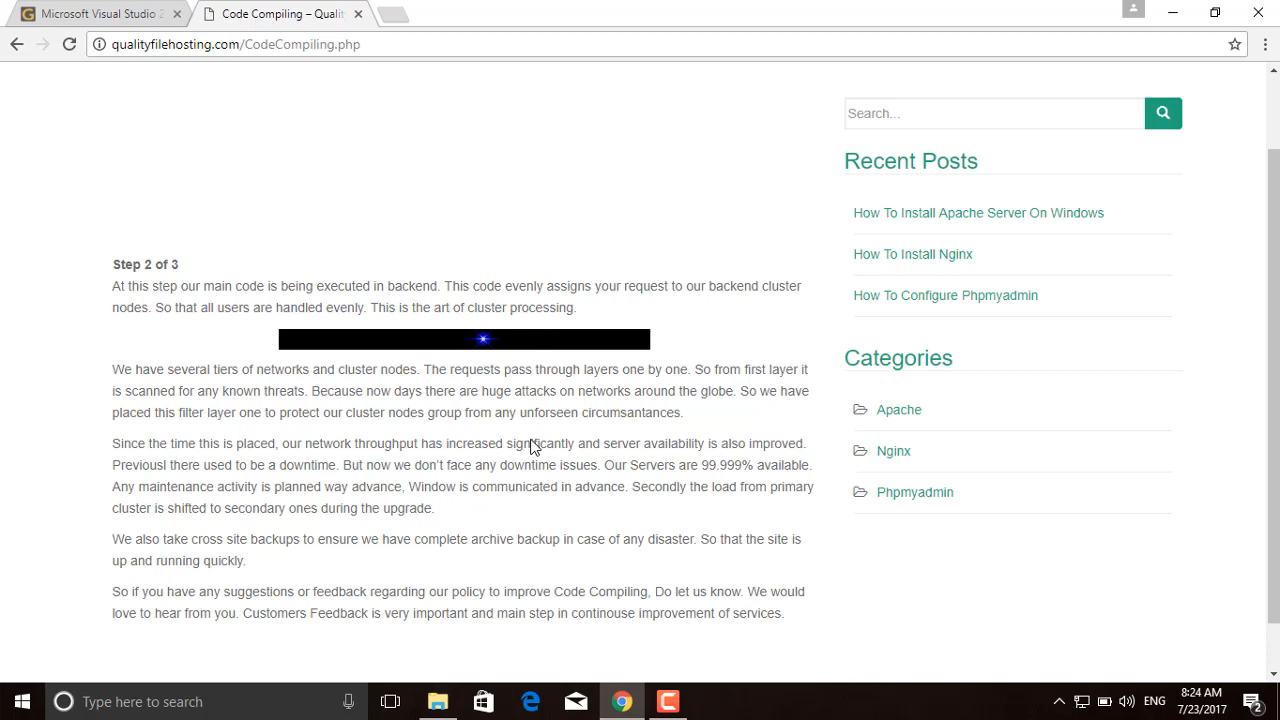 Microsoft Visual Studio 2
Code Compiling – Quality
qualityfilehosting.com/CodeCompiling.php
Search...
Recent Posts
How To Install Apache Server On Windows
How To Install Nginx
How To Configure Phpmyadmin
Categories
Apache
Nginx
Phpmyadmin
Step 2 of 3
At this step our main code is being executed in backend. This code evenly assigns your request to our backend cluster
nodes. So that all users are handled evenly. This is the art of cluster processing.
We have several tiers of networks and cluster nodes. The requests pass through layers one by one. So from first layer it
is scanned for any known threats. Because now days there are huge attacks on networks around the globe. So we have
placed this filter layer one to protect our cluster nodes group from any unforseen circumsantances.
Since the time this is placed, our network throughput has increased significantly and server availability is also improved.
Previousl there used to be a downtime. But now we don't face any downtime issues. Our Servers are 99.999% available.
Any maintenance activity is planned way advance, Window is communicated in advance. Secondly the load from primary
cluster is shifted to secondary ones during the upgrade.
We also take cross site backups to ensure we have complete archive backup in case of any disaster. So that the site is
up and running quickly.
So if you have any suggestions or feedback regarding our policy to improve Code Compiling, Do let us know. We would
love to hear from you. Customers Feedback is very important and main step in continouse improvement of services.
Type here to search
ENG
8:24 AM
7/23/2017
2